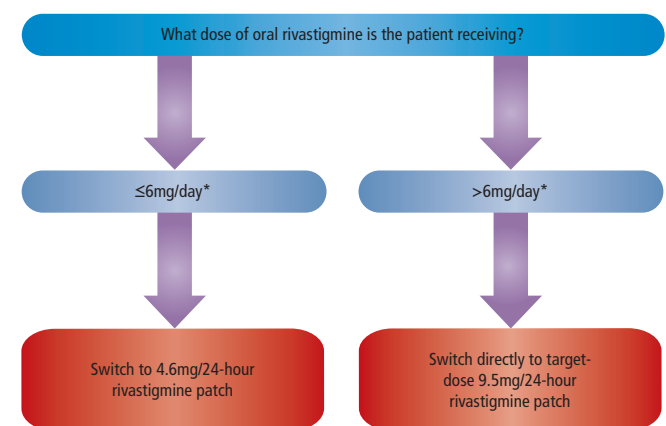 What dose of oral rivastigmine is the patient receiving?
≤6mg/day*
>6mg/day*
Switch to 4.6mg/24-hour
rivastigmine patch
Switch directly to target-
dose 9.5mg/24-hour
rivastigmine patch